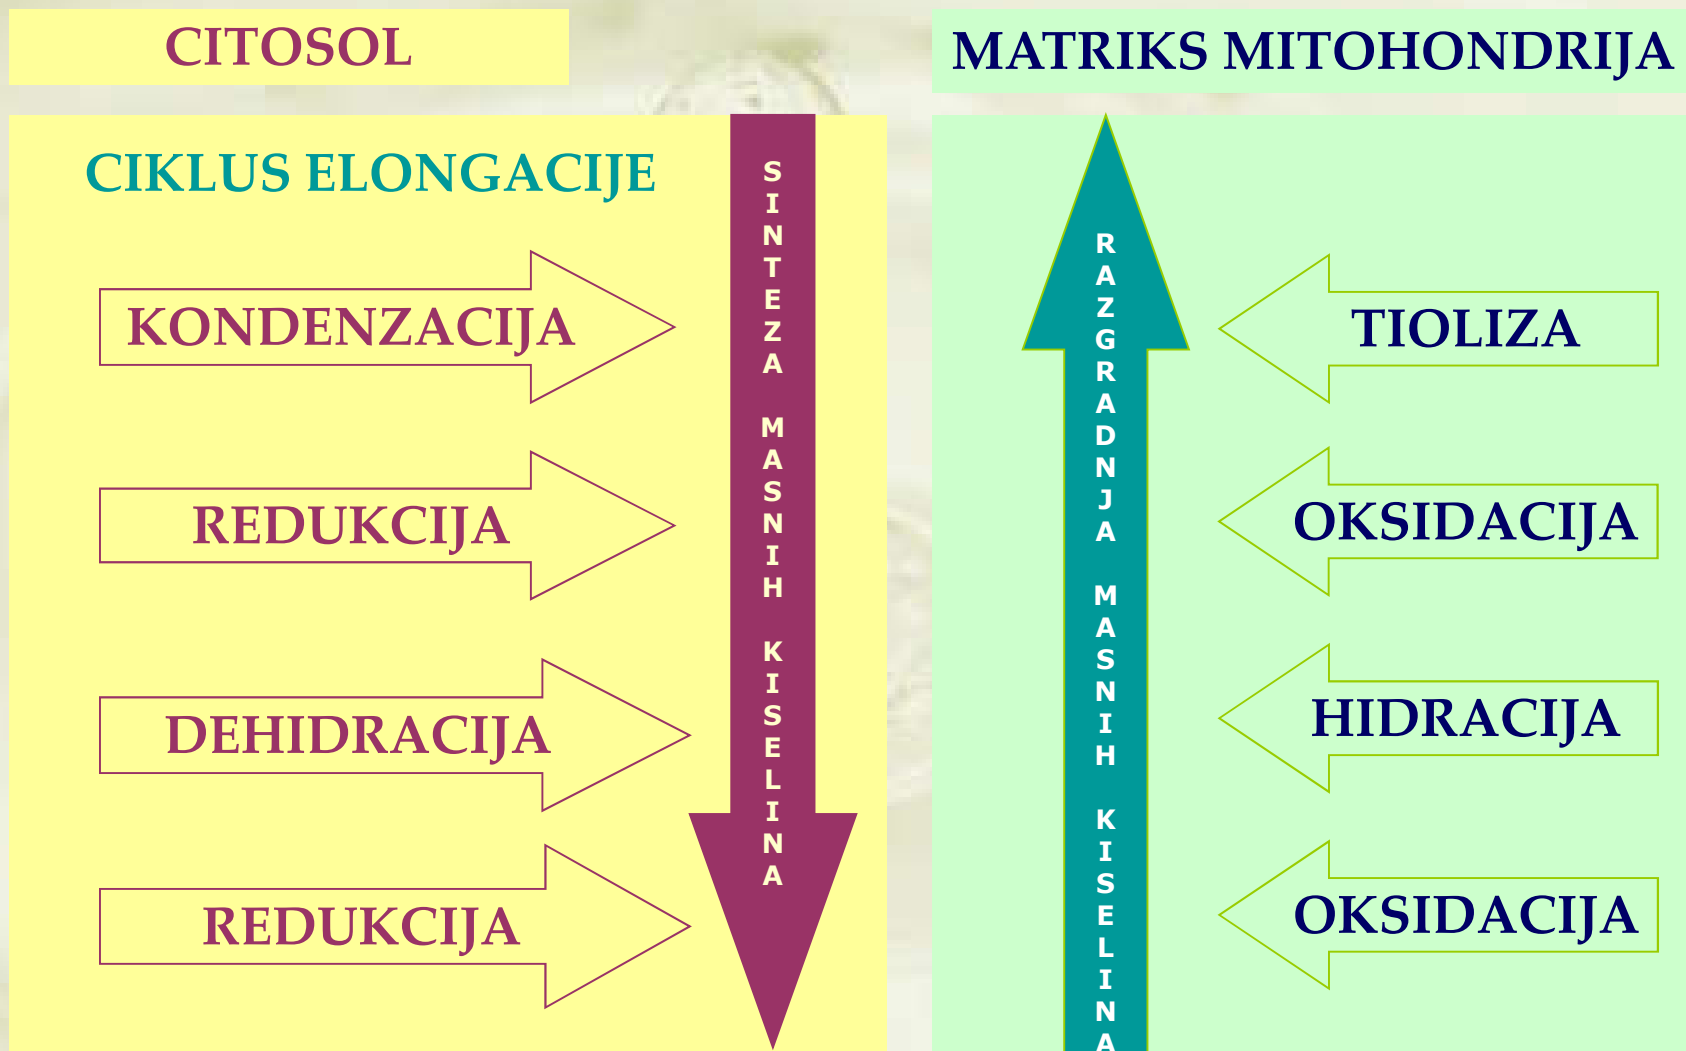 CITOSOL
CIKLUS ELONGACIJE
KONDENZACIJA
REDUKCIJA
DEHIDRACIJA
REDUKCIJA
SINTEZA MASNIH KISELINA
MATRIKS MITOHONDRIJA
RAZGRADNJA MASNIH KISELINA
TIOLIZA
OKSIDACIJA
HIDRACIJA
OKSIDACIJA